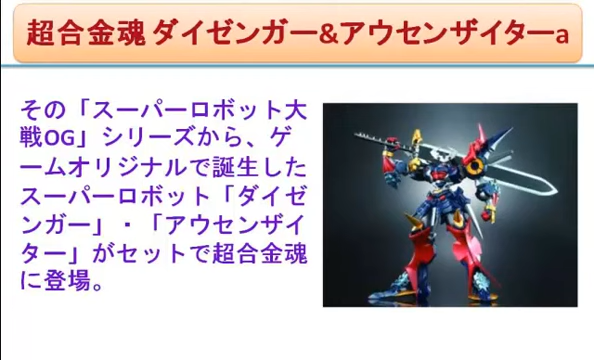 超合金魂 ダイゼンガー&アウセンザイターa
その「スーパーロボット大
戦OG」シリーズから、ゲ
ームオリジナルで誕生した
スーパーロボット「ダイゼ
ンガー」・「アウセンザイ
ター」がセットで超合金魂
に登場。